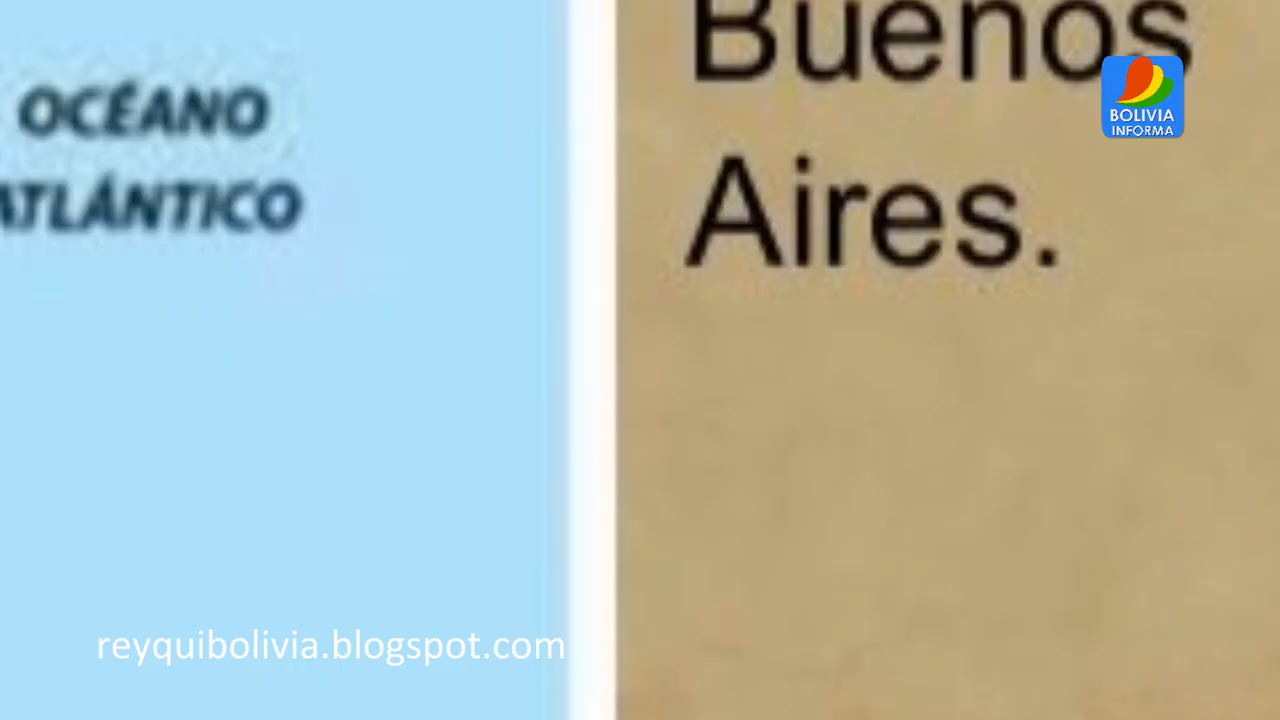 OCÉANO
ATLÁNTICO
Buenos
Aires.
BOLIVIA
INFORMA
reyquibolivia.blogspot.com